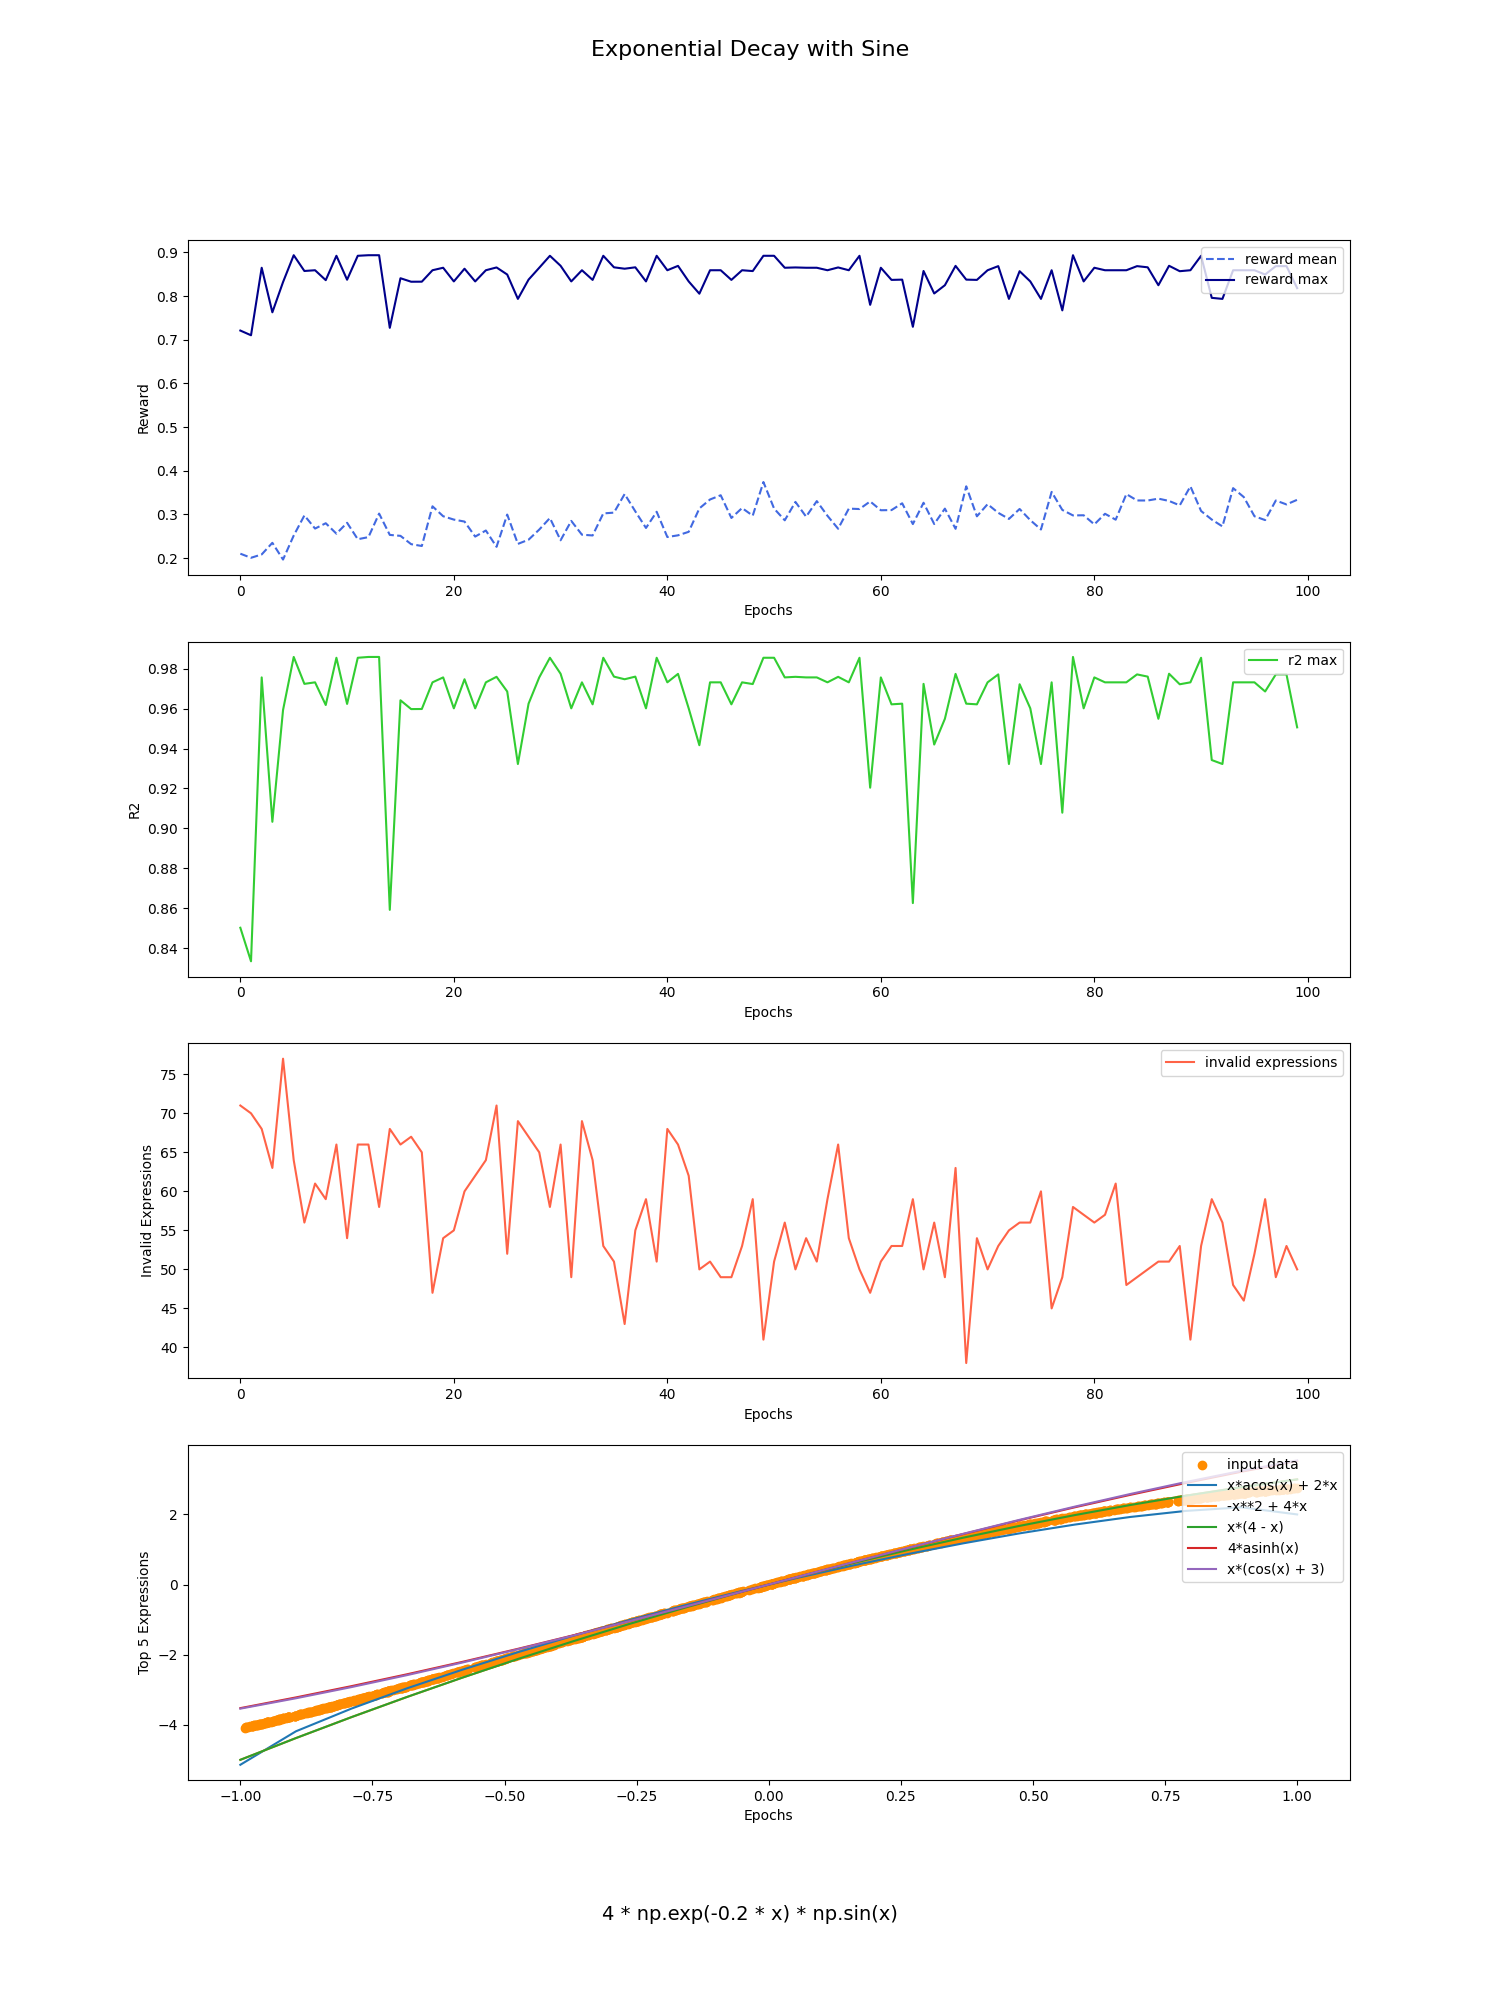 Exponential Decay with Sine
0.9
0.8
0.7
0.6
0.5
0.4
0.3
0.2
Reward
reward mean
reward max
0 20 40 60 80 100
Epochs
0.98
0.96
0.94
0.92
0.90
0.88
0.86
0.84
R2
r2 max
0 20 40 60 80 100
Epochs
75
70
65
60
55
50
45
40
Invalid Expressions
invalid expressions
0 20 40 60 80 100
Epochs
2
0
−2
−4
Top 5 Expressions
input data
x*acos(x) + 2*x
-x**2 + 4*x
x*(4 - x)
4*asinh(x)
x*(cos(x) + 3)
−1.00 −0.75 −0.50 −0.25 0.00 0.25 0.50 0.75 1.00
Epochs
4 * np.exp(-0.2 * x) * np.sin(x)